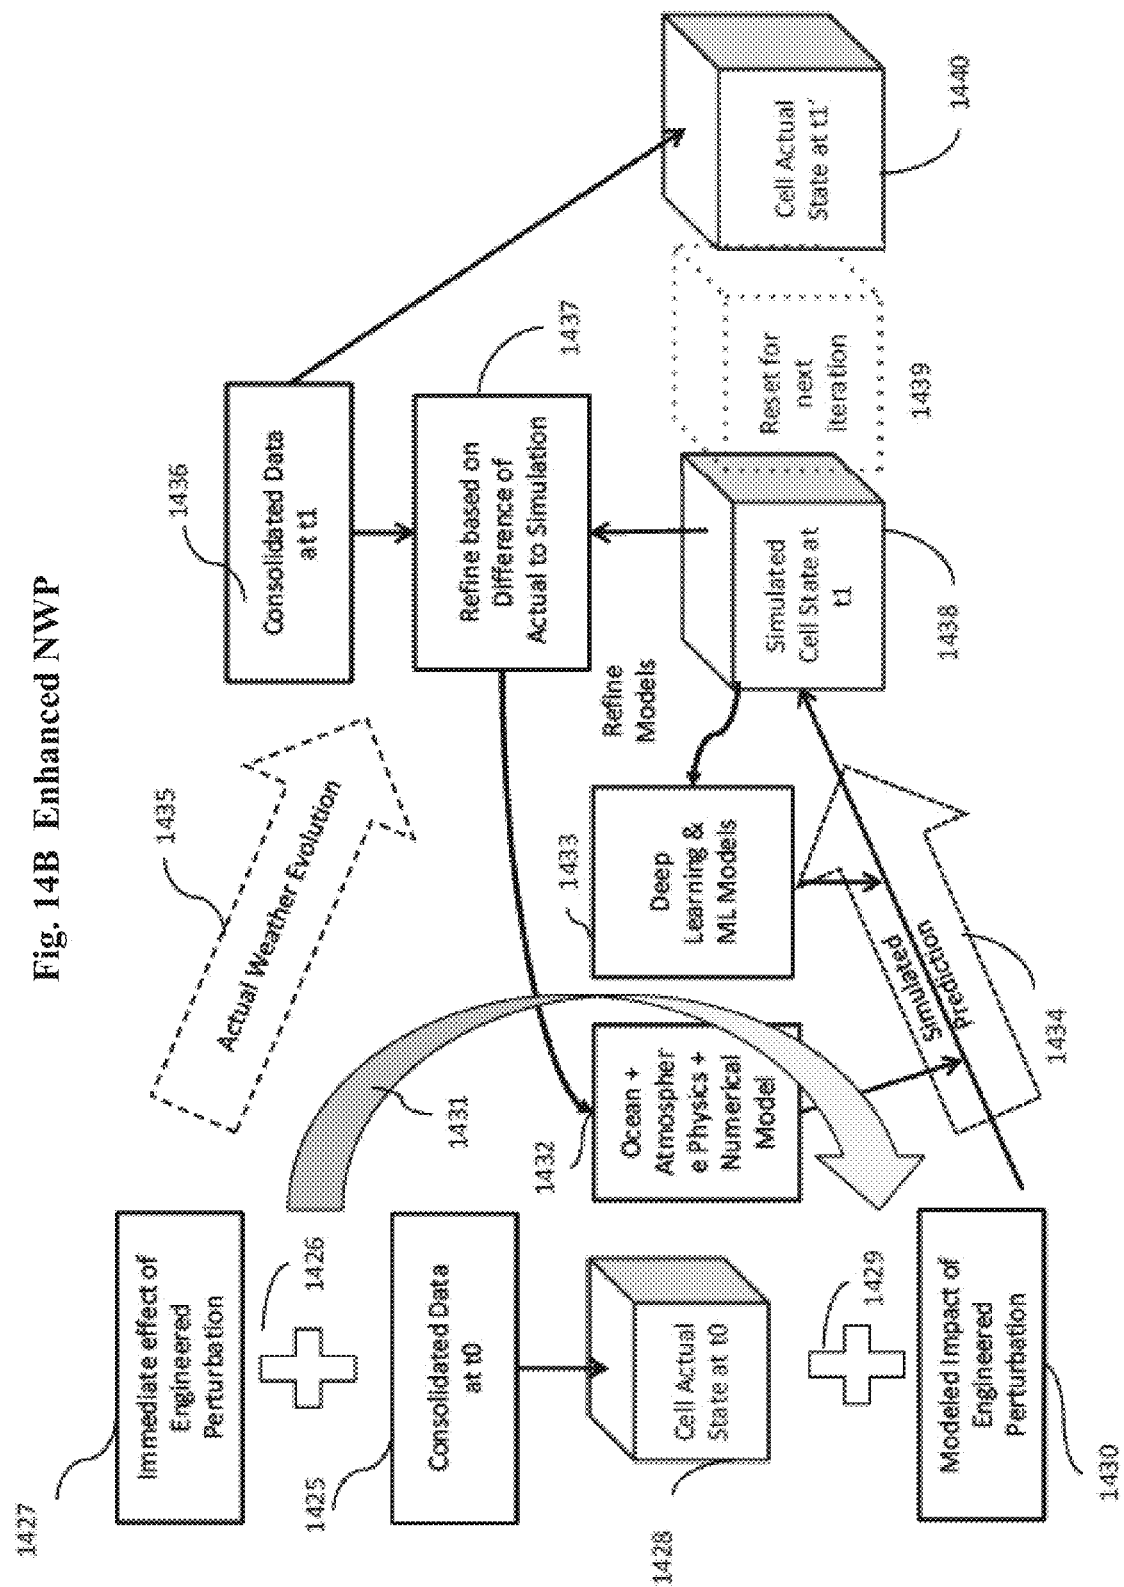 Fig. 14B Enhanced NWP
1427
Immediate effect of
Engineered
Perturbation
1426
1425
Consolidated Data
at t0
1428
Cell Actual
State at t0
1429
Modeled Impact of
Engineered
Perturbation
1430
1435
Actual Weather Evolution
1431
1432
Ocean +
Atmospher
e Physics +
Numerical
Model
1433
Deep
Learning &
ML Models
Simulated
Prediction
1434
1436
Consolidated Data
at t1
1437
Refine based on
Difference of
Actual to Simulation
Refine
Models
Simulated
Cell State at
t1
1438
Reset for
next
iteration
1439
Cell Actual
State at t1'
1440